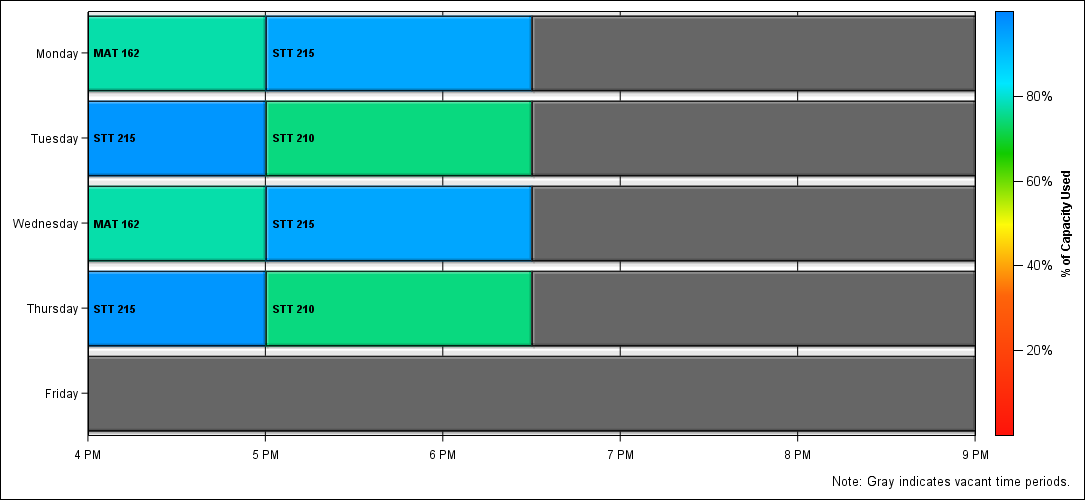 Monday
MAT 162
STT 215
Tuesday
STT 215
STT 210
Wednesday
MAT 162
STT 215
Thursday
STT 215
STT 210
Friday
4 PM
5 PM
6 PM
7 PM
8 PM
9 PM
80%
60%
40%
20%
% of Capacity Used
Note: Gray indicates vacant time periods.